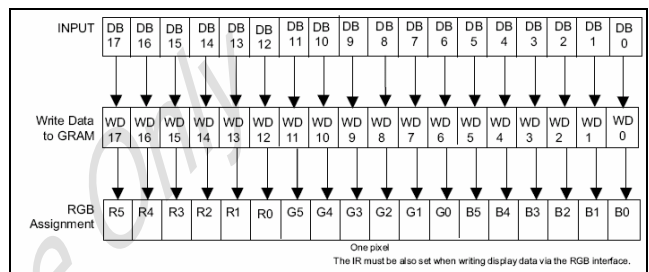 INPUT DB 17 DB 16 DB 15 DB 14 DB 13 DB 12 DB 11 DB 10 DB 9 DB 8 DB 7 DB 6 DB 5 DB 4 DB 3 DB 2 DB 1 DB 0
Write Data to GRAM WD 17 WD 16 WD 15 WD 14 WD 13 WD 12 WD 11 WD 10 WD 9 WD 8 WD 7 WD 6 WD 5 WD 4 WD 3 WD 2 WD 1 WD 0
RGB Assignment R5 R4 R3 R2 R1 R0 G5 G4 G3 G2 G1 G0 B5 B4 B3 B2 B1 B0
One pixel
The IR must be also set when writing display data via the RGB interface.
Only